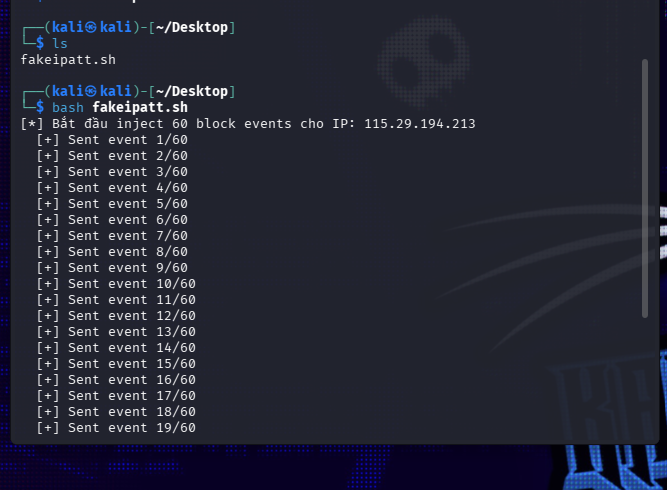 ┌──(kali㉿kali)-[~/Desktop]
└─$ ls
fakeipatt.sh
┌──(kali㉿kali)-[~/Desktop]
└─$ bash fakeipatt.sh
[*] Bắt đầu inject 60 block events cho IP: 115.29.194.213
[+] Sent event 1/60
[+] Sent event 2/60
[+] Sent event 3/60
[+] Sent event 4/60
[+] Sent event 5/60
[+] Sent event 6/60
[+] Sent event 7/60
[+] Sent event 8/60
[+] Sent event 9/60
[+] Sent event 10/60
[+] Sent event 11/60
[+] Sent event 12/60
[+] Sent event 13/60
[+] Sent event 14/60
[+] Sent event 15/60
[+] Sent event 16/60
[+] Sent event 17/60
[+] Sent event 18/60
[+] Sent event 19/60